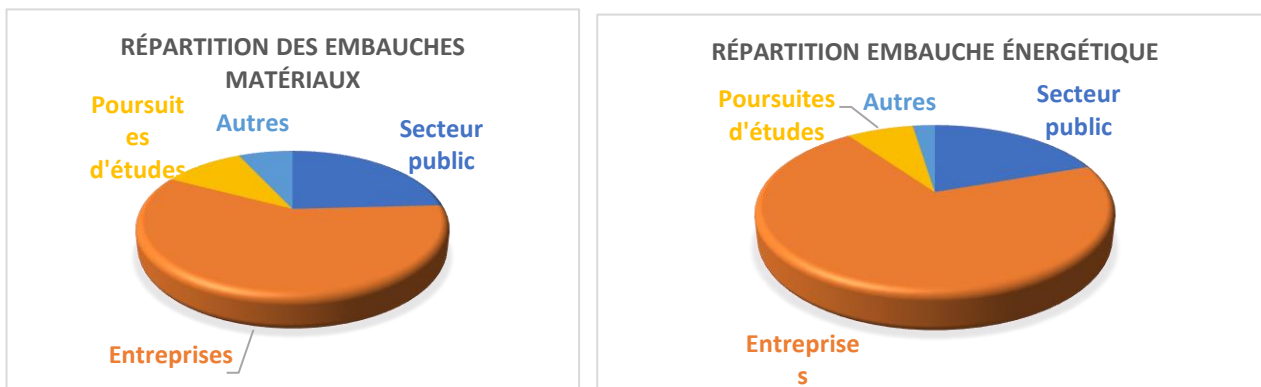 RÉPARTITION DES EMBAUCHES
MATÉRIAUX
Poursuit
es
d'études
Autres
Secteur
public
Entreprises
RÉPARTITION EMBAUCHE ÉNERGÉTIQUE
Poursuites
d'études
Autres
Secteur
public
Entreprise
s